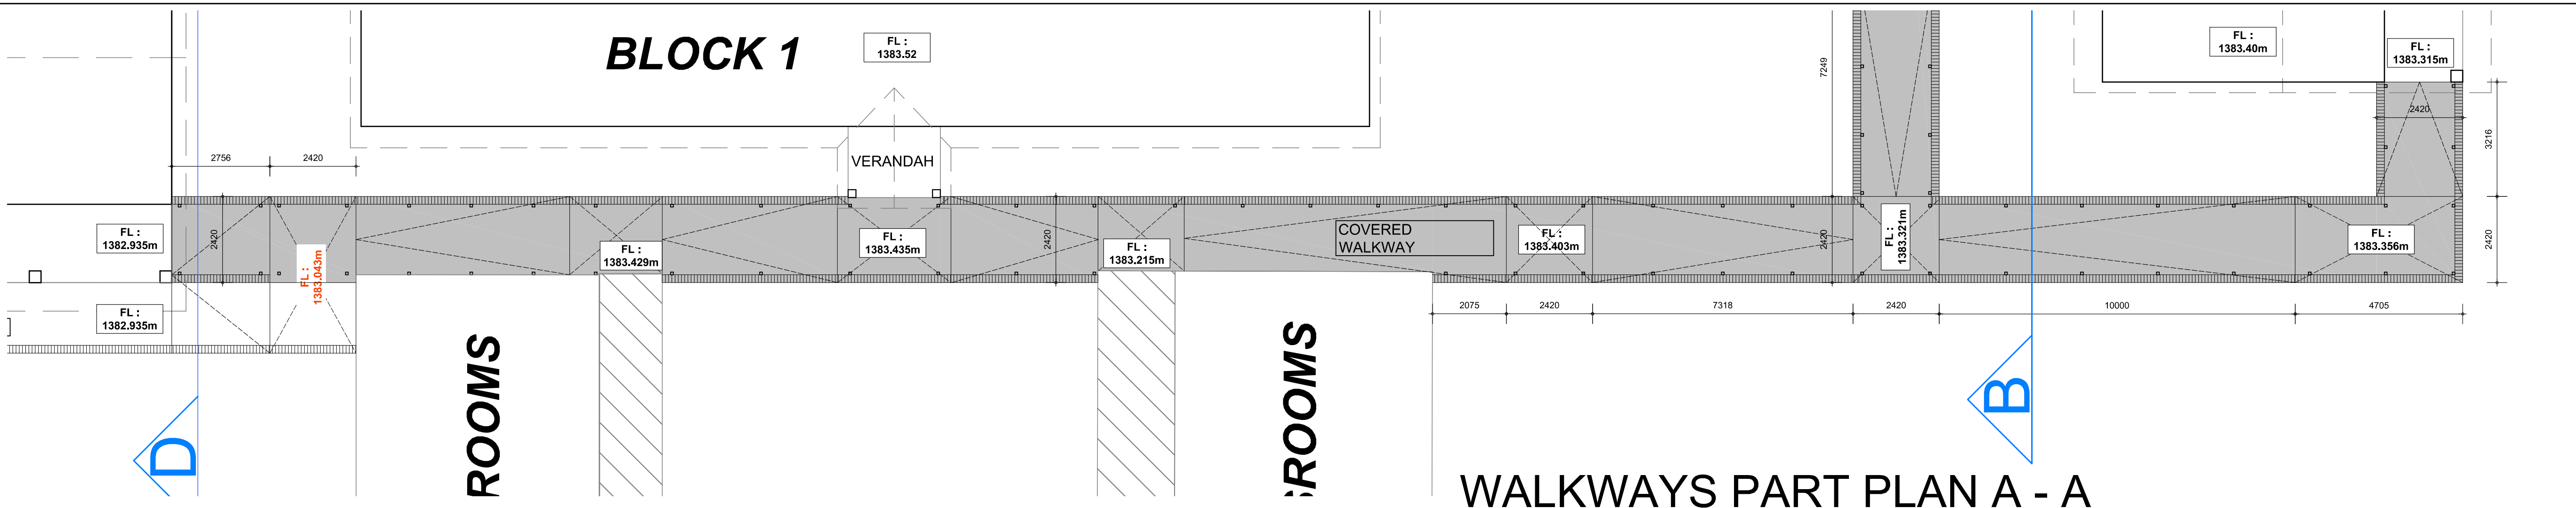 BLOCK 1
FL :
1383.52
7249
FL :
1383.40m
FL :
1383.315m
2420
3216
2756
2420
VERANDAH
FL :
1382.935m
2420
FL :
1383.043m
FL :
1383.429m
FL :
1383.435m
2420
FL :
1383.215m
COVERED
WALKWAY
FL :
1383.403m
2420
FL :
1383.321m
FL :
1383.356m
2420
FL :
1382.935m
2075
2420
7318
2420
10000
4705
ROOMS
SROOMS
D
B
WALKWAYS PART PLAN A - A